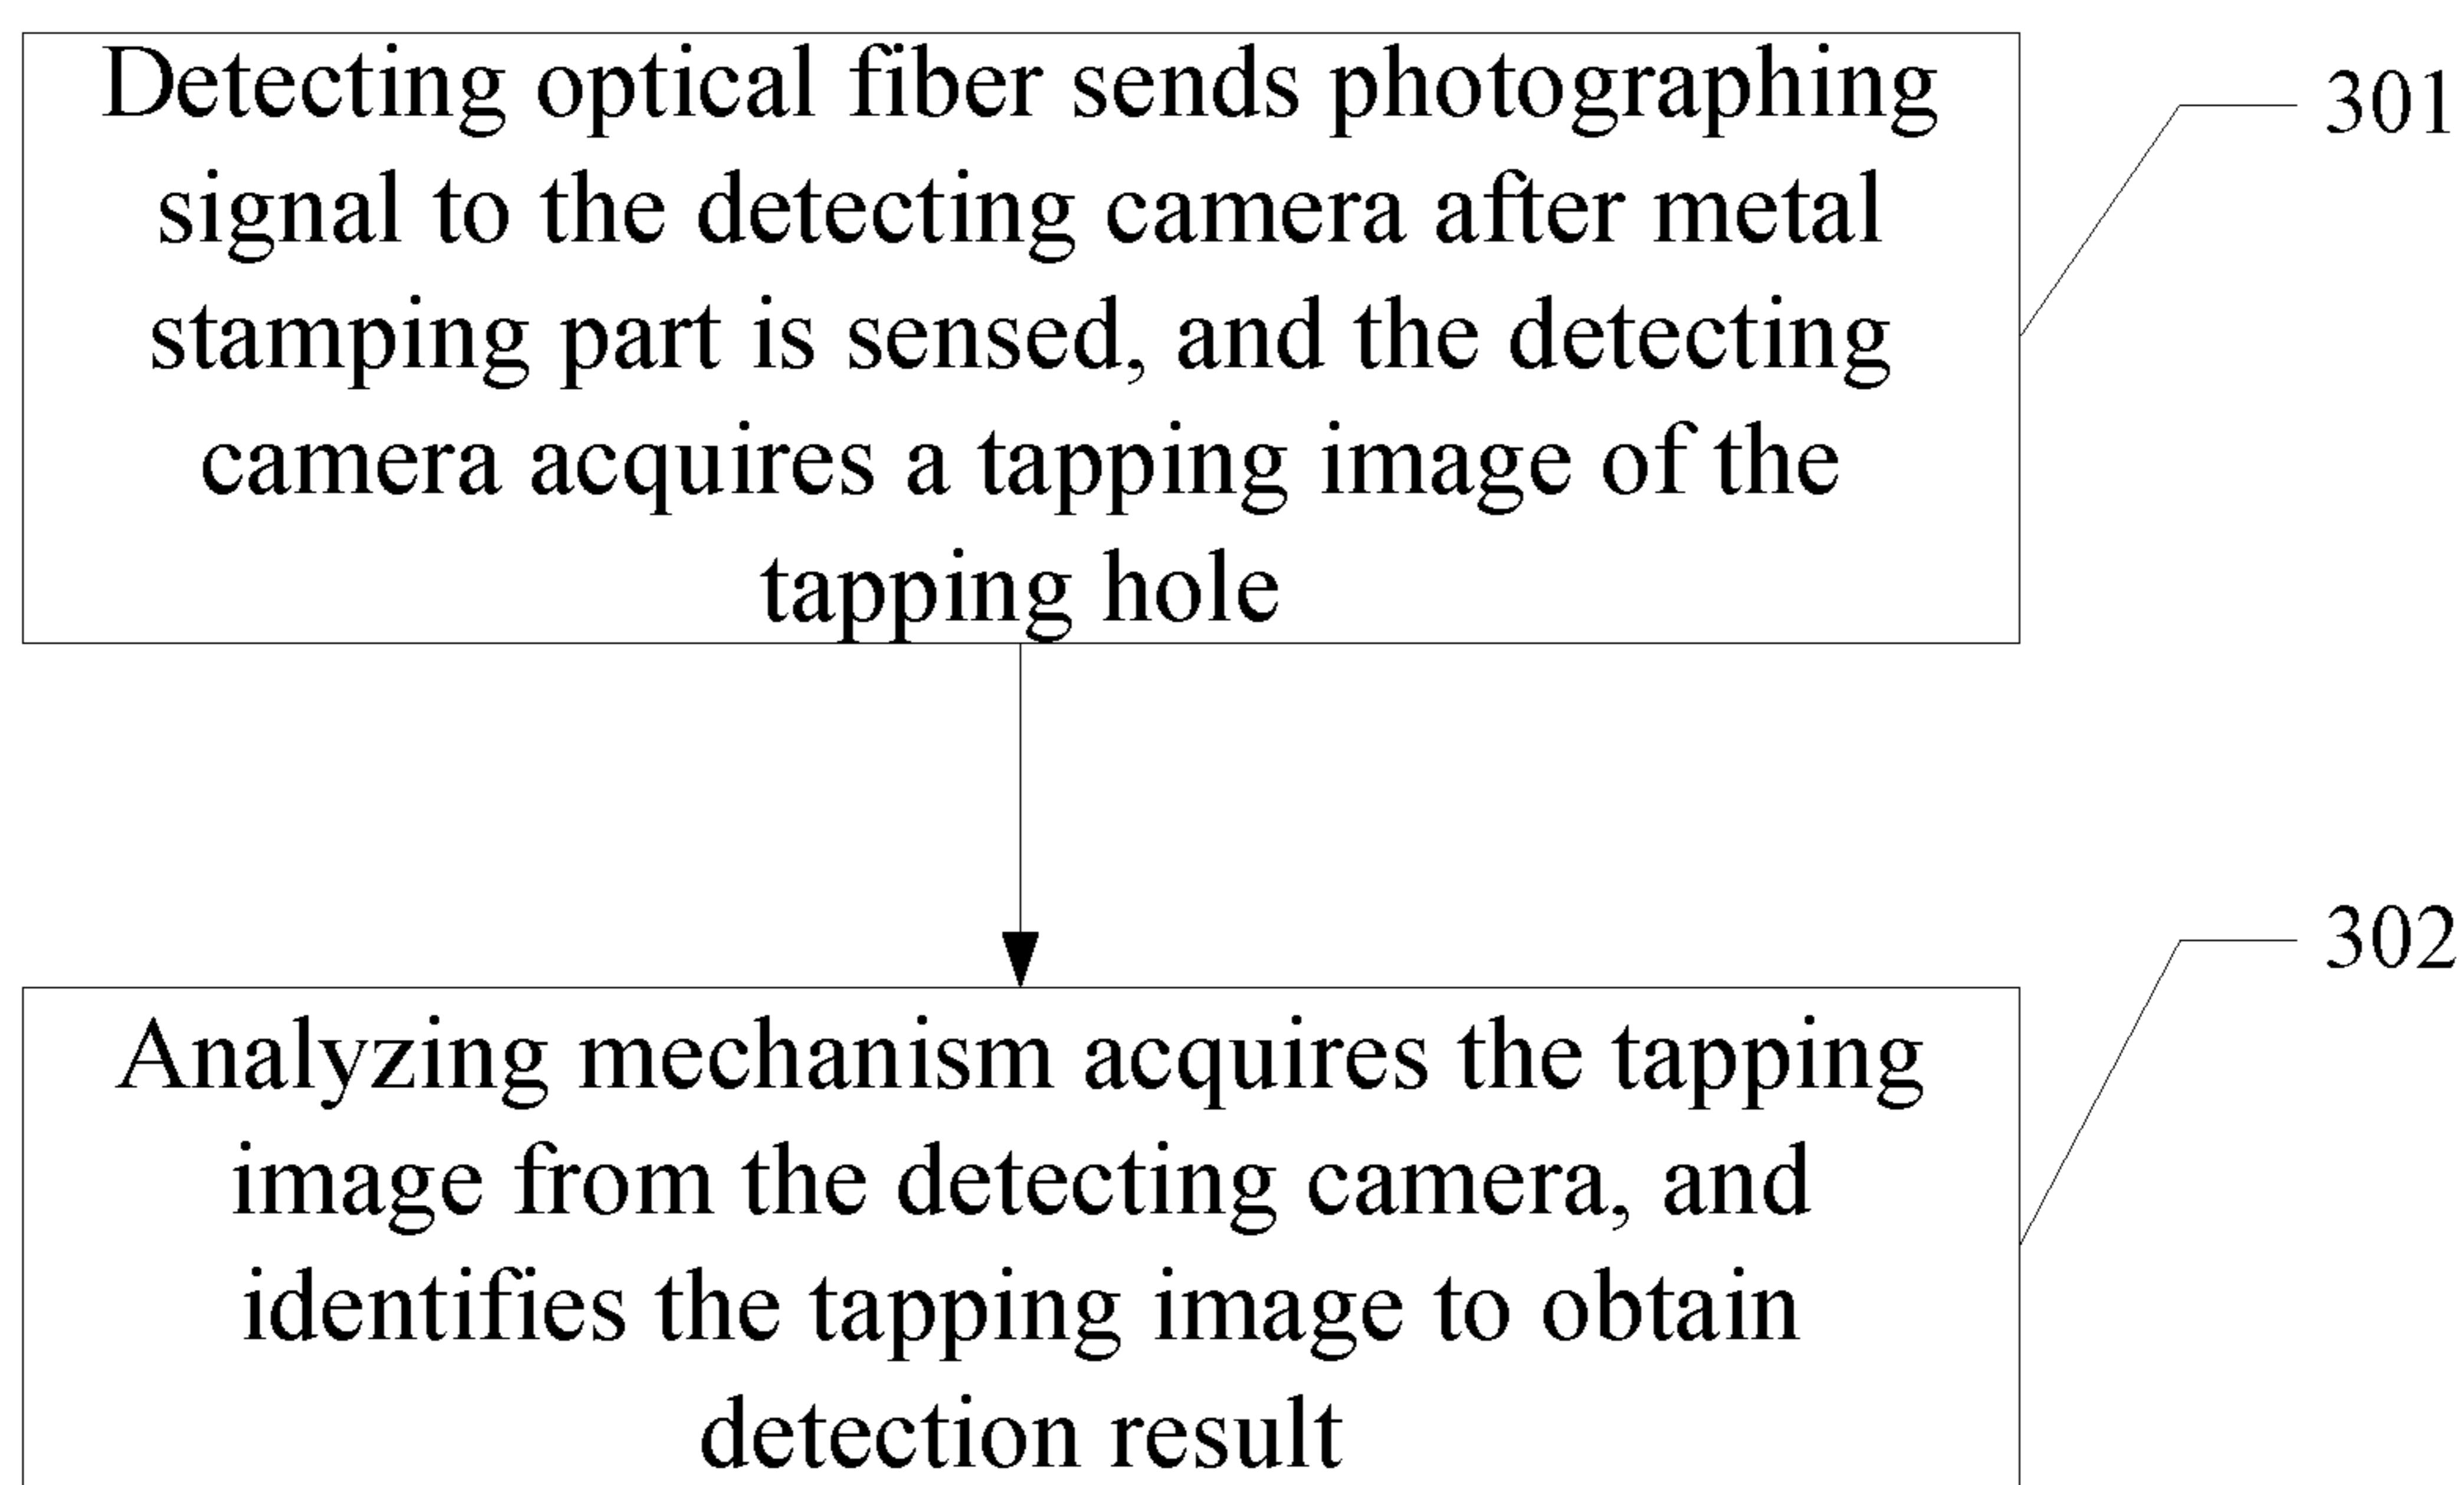 Detecting optical fiber sends photographing
signal to the detecting camera after metal
stamping part is sensed, and the detecting
camera acquires a tapping image of the
tapping hole
301
Analyzing mechanism acquires the tapping
image from the detecting camera, and
identifies the tapping image to obtain
detection result
302